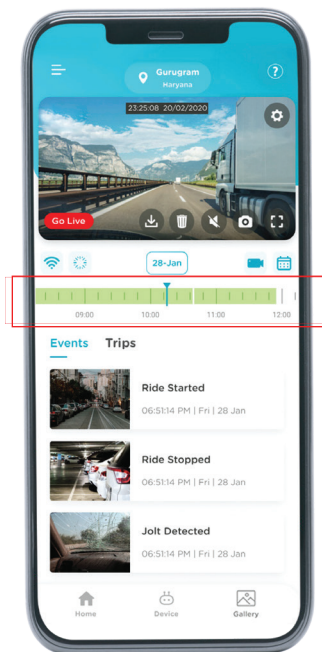 Gurugram
Haryana
?
23:25:08 20/02/2020
Go Live
28-Jan
09:00 10:00 11:00 12:00
Events Trips
Ride Started
06:51:14 PM | Fri | 28 Jan
Ride Stopped
06:51:14 PM | Fri | 28 Jan
Jolt Detected
06:51:14 PM | Fri | 28 Jan
Home Device Gallery